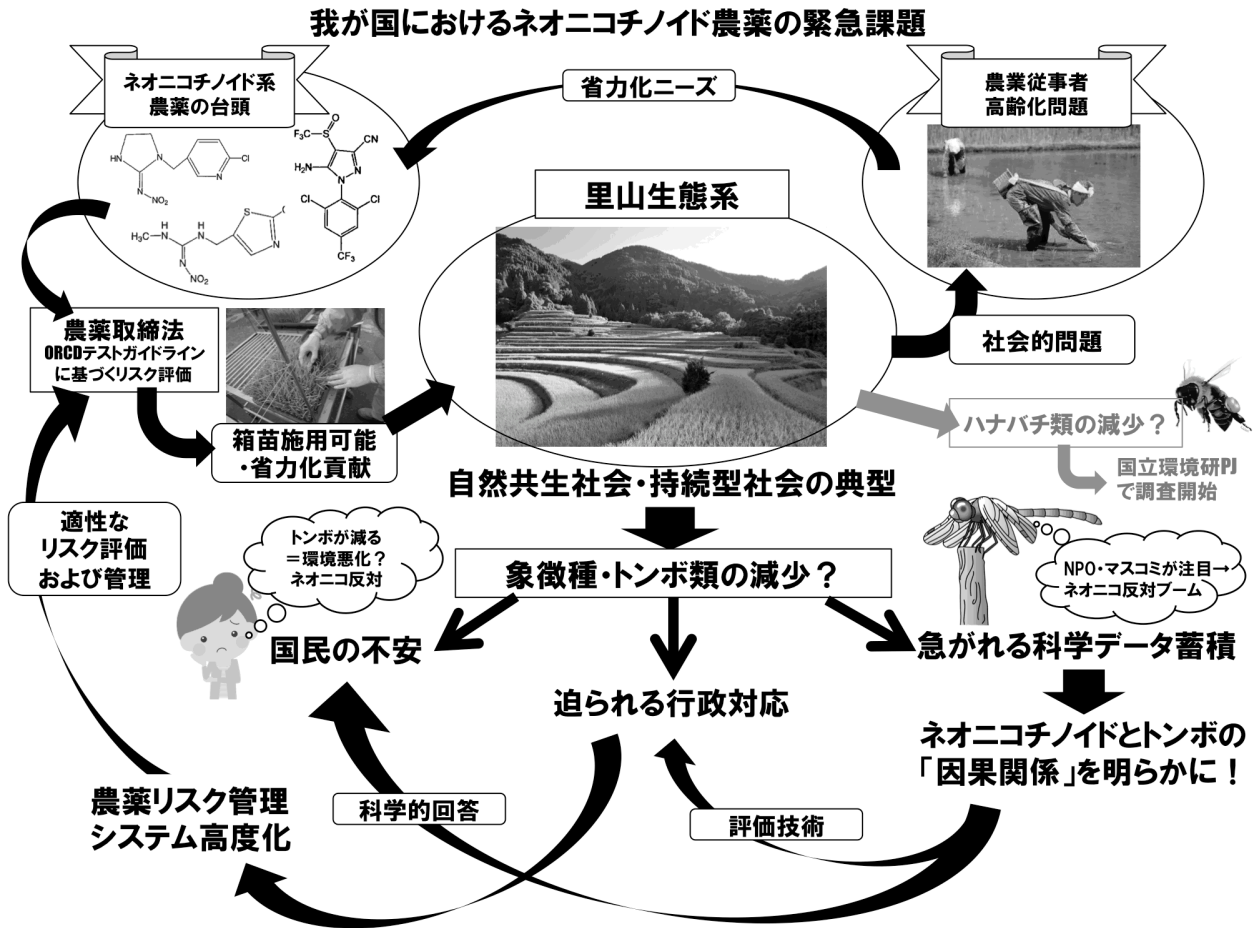 我が国におけるネオニコチノイド農薬の緊急課題
ネオニコチノイド系
農薬の台頭
省力化ニーズ
農業従事者
高齢化問題
HN
N
N
Cl
N
NO2
H3C
H
N
H
N
S
N
N
NO2
O
S
F3C
CN
H2N
N
N
Cl
Cl
CF3
里山生態系
農薬取締法
ORCDテストガイドライン
に基づくリスク評価
箱苗施用可能
・省力化貢献
社会的問題
ハナバチ類の減少?
国立環境研PJ
で調査開始
自然共生社会・持続型社会の典型
適性な
リスク評価
および管理
トンボが減る
=環境悪化?
ネオニコ反対
象徴種・トンボ類の減少?
NPO・マスコミが注目→
ネオニコ反対ブーム
国民の不安
急がれる科学データ蓄積
迫られる行政対応
ネオニコチノイドとトンボの
「因果関係」を明らかに!
農薬リスク管理
システム高度化
科学的回答
評価技術